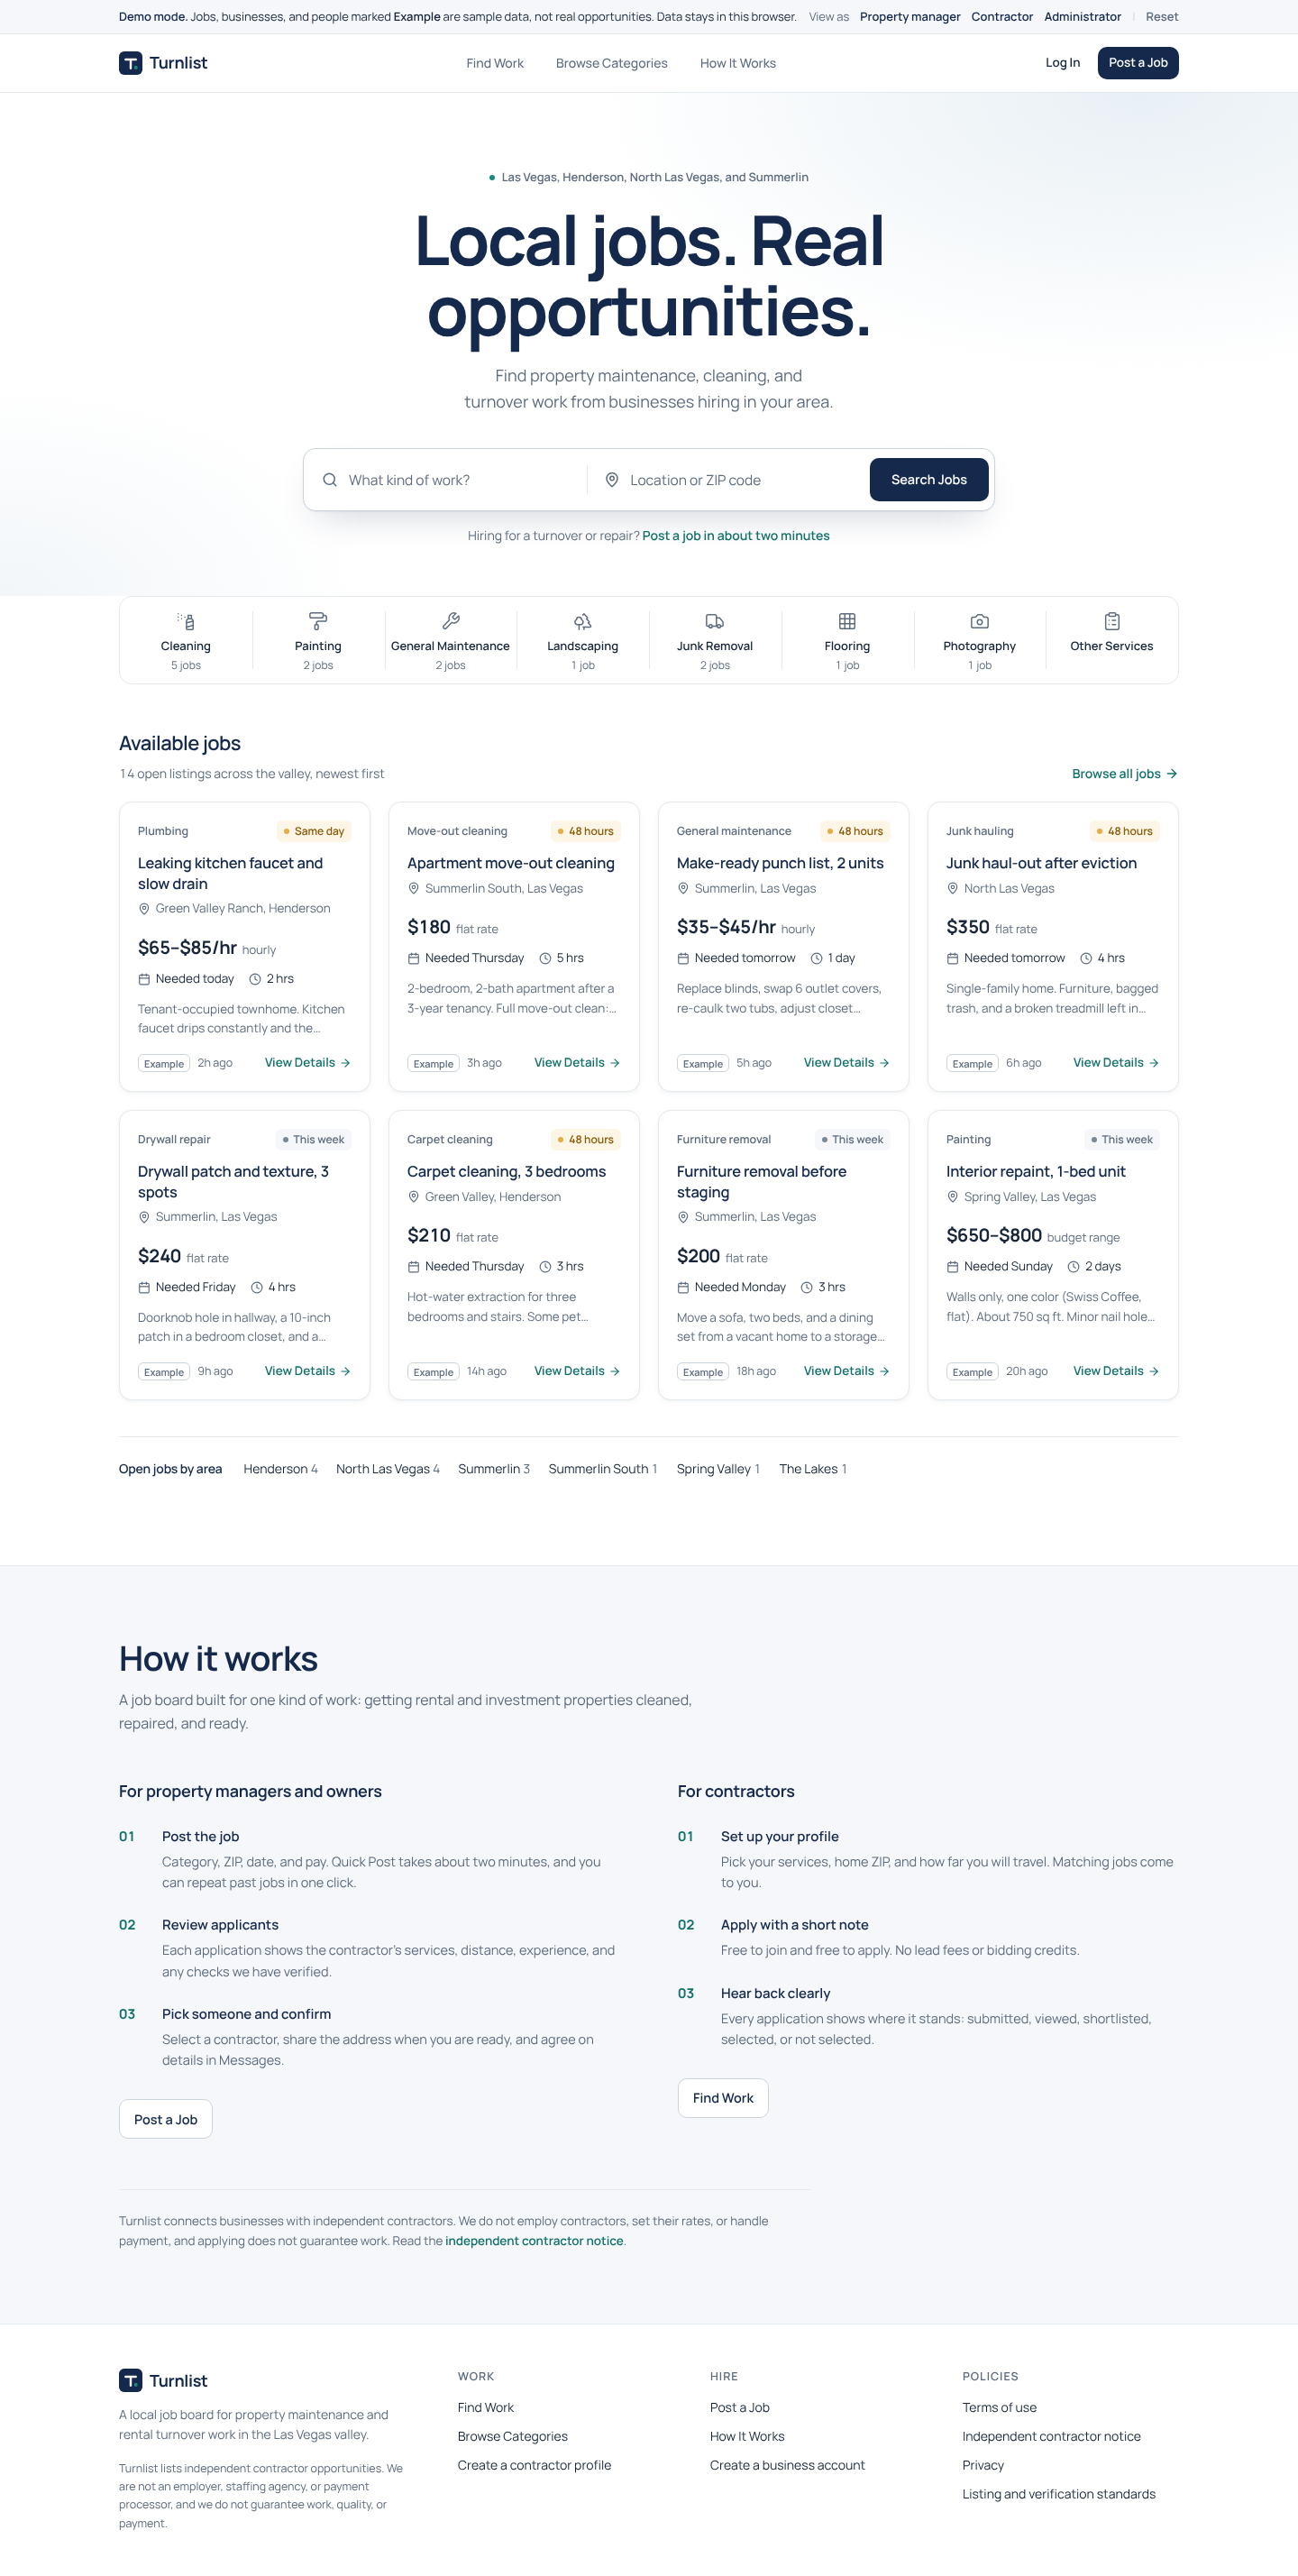 Demo mode. Jobs, businesses, and people marked Example are sample data, not real opportunities. Data stays in this browser. View as Property manager Contractor Administrator Reset
Turnlist Find Work Browse Categories How It Works Log In Post a Job
Las Vegas, Henderson, North Las Vegas, and Summerlin
Local jobs. Real
opportunities.
Find property maintenance, cleaning, and
turnover work from businesses hiring in your area.
What kind of work? Location or ZIP code Search Jobs
Hiring for a turnover or repair? Post a job in about two minutes
Cleaning
5 jobs
Painting
2 jobs
General Maintenance
2 jobs
Landscaping
1 job
Junk Removal
2 jobs
Flooring
1 job
Photography
1 job
Other Services
Available jobs
14 open listings across the valley, newest first
Browse all jobs
Plumbing Same day
Leaking kitchen faucet and
slow drain
Green Valley Ranch, Henderson
$65–$85/hr hourly
Needed today 2 hrs
Tenant-occupied townhome. Kitchen
faucet drips constantly and the…
Example 2h ago View Details
Move-out cleaning 48 hours
Apartment move-out cleaning
Summerlin South, Las Vegas
$180 flat rate
Needed Thursday 5 hrs
2-bedroom, 2-bath apartment after a
3-year tenancy. Full move-out clean:…
Example 3h ago View Details
General maintenance 48 hours
Make-ready punch list, 2 units
Summerlin, Las Vegas
$35–$45/hr hourly
Needed tomorrow 1 day
Replace blinds, swap 6 outlet covers,
re-caulk two tubs, adjust closet…
Example 5h ago View Details
Junk hauling 48 hours
Junk haul-out after eviction
North Las Vegas
$350 flat rate
Needed tomorrow 4 hrs
Single-family home. Furniture, bagged
trash, and a broken treadmill left in…
Example 6h ago View Details
Drywall repair This week
Drywall patch and texture, 3
spots
Summerlin, Las Vegas
$240 flat rate
Needed Friday 4 hrs
Doorknob hole in hallway, a 10-inch
patch in a bedroom closet, and a…
Example 9h ago View Details
Carpet cleaning 48 hours
Carpet cleaning, 3 bedrooms
Green Valley, Henderson
$210 flat rate
Needed Thursday 3 hrs
Hot-water extraction for three
bedrooms and stairs. Some pet…
Example 14h ago View Details
Furniture removal This week
Furniture removal before
staging
Summerlin, Las Vegas
$200 flat rate
Needed Monday 3 hrs
Move a sofa, two beds, and a dining
set from a vacant home to a storage…
Example 18h ago View Details
Painting This week
Interior repaint, 1-bed unit
Spring Valley, Las Vegas
$650–$800 budget range
Needed Sunday 2 days
Walls only, one color (Swiss Coffee,
flat). About 750 sq ft. Minor nail hole…
Example 20h ago View Details
Open jobs by area Henderson 4 North Las Vegas 4 Summerlin 3 Summerlin South 1 Spring Valley 1 The Lakes 1
How it works
A job board built for one kind of work: getting rental and investment properties cleaned,
repaired, and ready.
For property managers and owners
01 Post the job
Category, ZIP, date, and pay. Quick Post takes about two minutes, and you
can repeat past jobs in one click.
02 Review applicants
Each application shows the contractor's services, distance, experience, and
any checks we have verified.
03 Pick someone and confirm
Select a contractor, share the address when you are ready, and agree on
details in Messages.
Post a Job
For contractors
01 Set up your profile
Pick your services, home ZIP, and how far you will travel. Matching jobs come
to you.
02 Apply with a short note
Free to join and free to apply. No lead fees or bidding credits.
03 Hear back clearly
Every application shows where it stands: submitted, viewed, shortlisted,
selected, or not selected.
Find Work
Turnlist connects businesses with independent contractors. We do not employ contractors, set their rates, or handle
payment, and applying does not guarantee work. Read the independent contractor notice.
Turnlist
A local job board for property maintenance and
rental turnover work in the Las Vegas valley.
Turnlist lists independent contractor opportunities. We
are not an employer, staffing agency, or payment
processor, and we do not guarantee work, quality, or
payment.
WORK
Find Work
Browse Categories
Create a contractor profile
HIRE
Post a Job
How It Works
Create a business account
POLICIES
Terms of use
Independent contractor notice
Privacy
Listing and verification standards